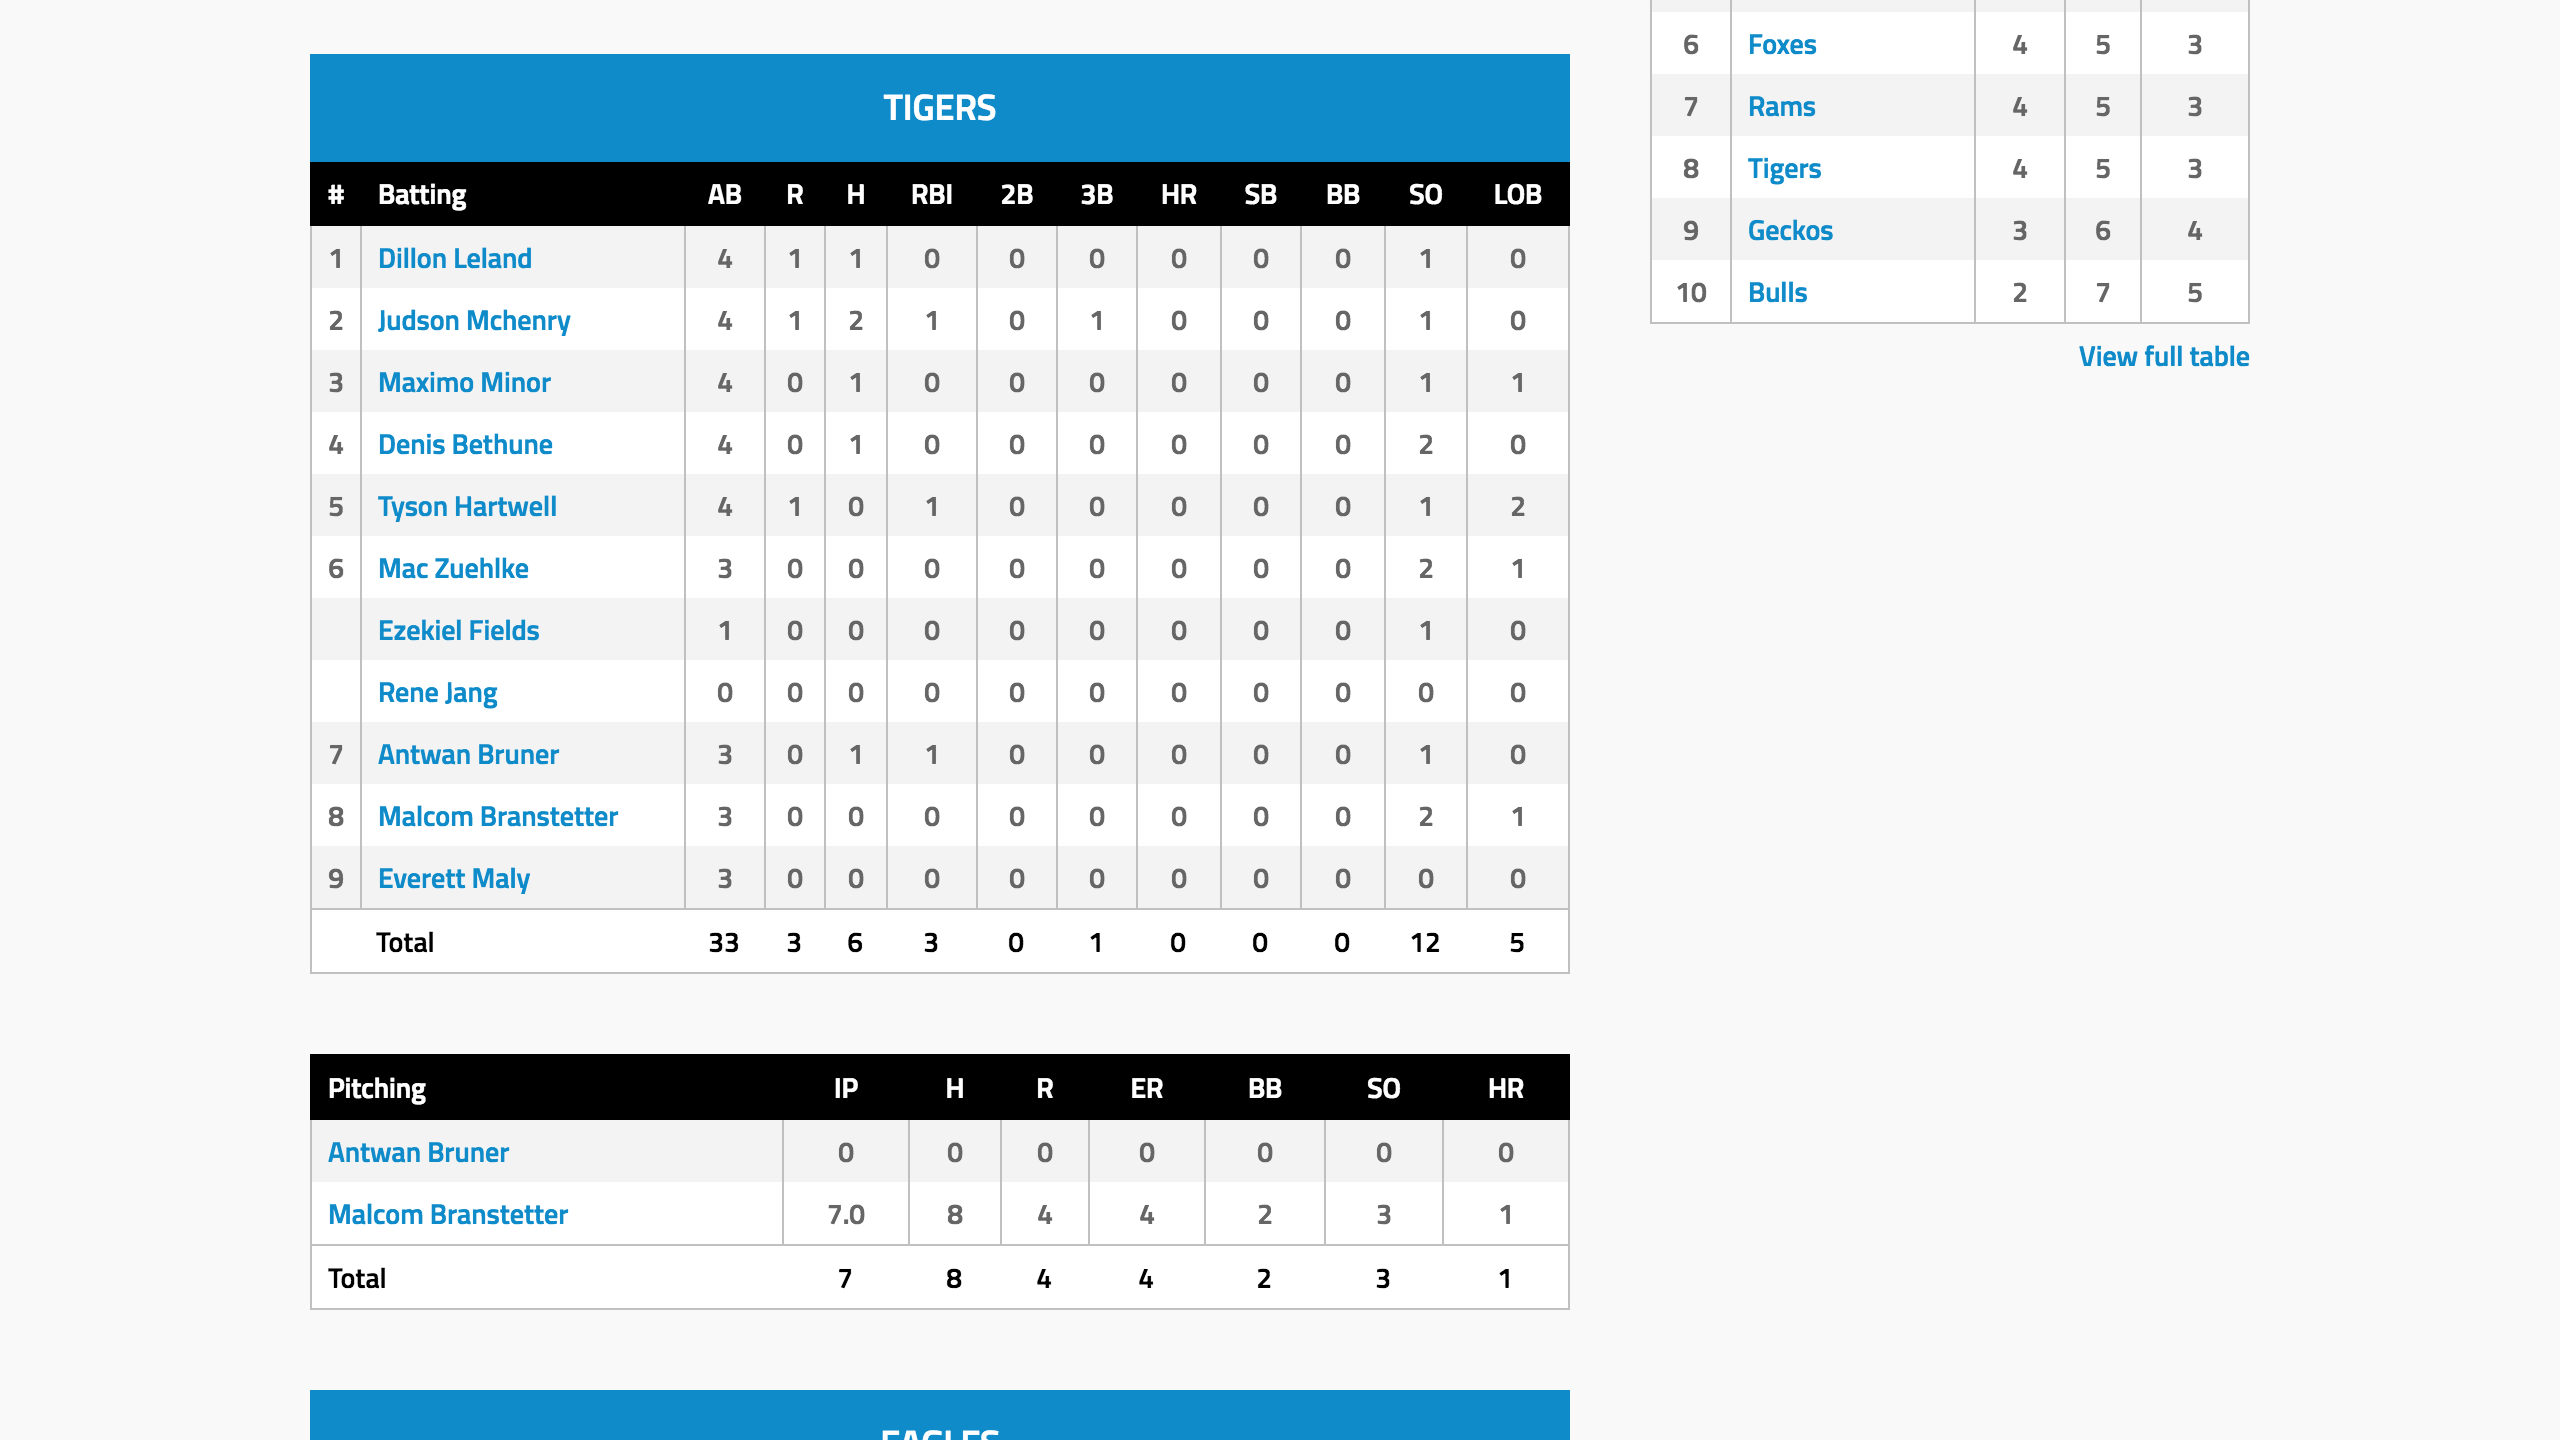 TIGERS
# Batting AB R H RBI 2B 3B HR SB BB SO LOB
1 Dillon Leland 4 1 1 0 0 0 0 0 0 1 0
2 Judson Mchenry 4 1 2 1 0 1 0 0 0 1 0
3 Maximo Minor 4 0 1 0 0 0 0 0 0 1 1
4 Denis Bethune 4 0 1 0 0 0 0 0 0 2 0
5 Tyson Hartwell 4 1 0 1 0 0 0 0 0 1 2
6 Mac Zuehlke 3 0 0 0 0 0 0 0 0 2 1
Ezekiel Fields 1 0 0 0 0 0 0 0 0 1 0
Rene Jang 0 0 0 0 0 0 0 0 0 0 0
7 Antwan Bruner 3 0 1 1 0 0 0 0 0 1 0
8 Malcom Branstetter 3 0 0 0 0 0 0 0 0 2 1
9 Everett Maly 3 0 0 0 0 0 0 0 0 0 0
Total 33 3 6 3 0 1 0 0 0 12 5
Pitching IP H R ER BB SO HR
Antwan Bruner 0 0 0 0 0 0 0
Malcom Branstetter 7.0 8 4 4 2 3 1
Total 7 8 4 4 2 3 1
EAGLES
6 Foxes 4 5 3
7 Rams 4 5 3
8 Tigers 4 5 3
9 Geckos 3 6 4
10 Bulls 2 7 5
View full table